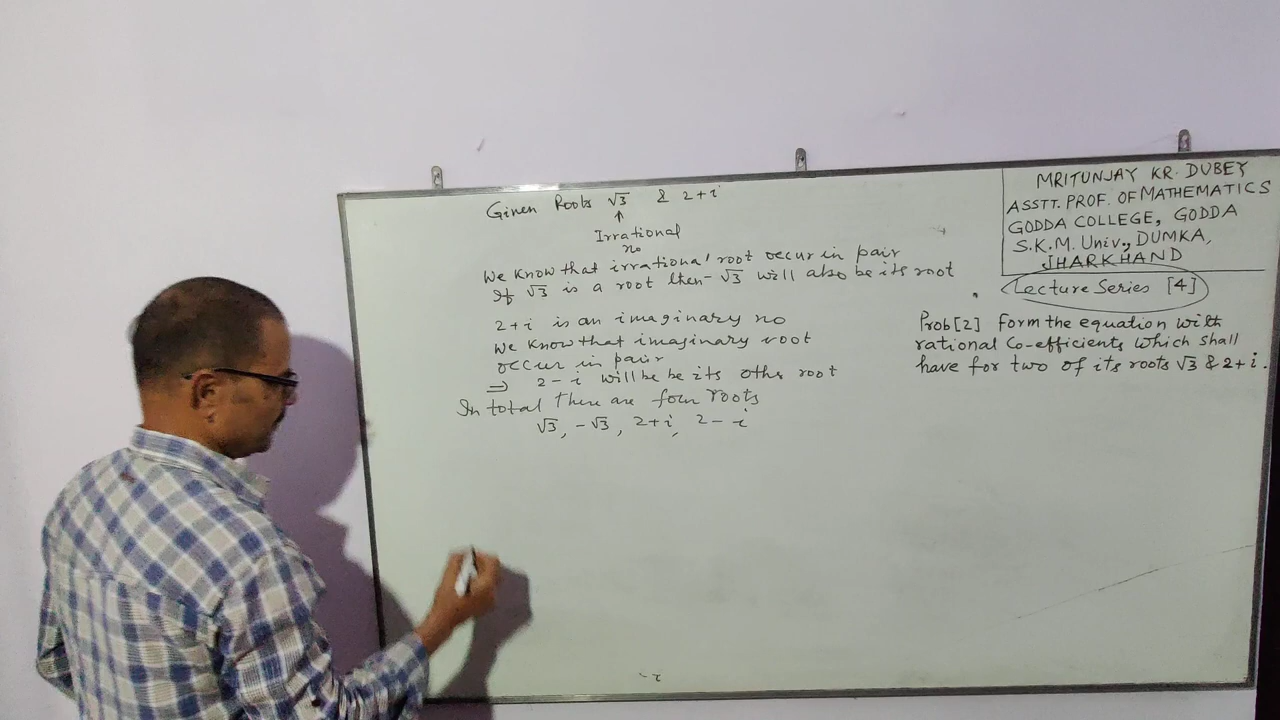 Given Roots √3 & 2+i
↑
Irrational
no
We know that irrational root occur in pair
If √3 is a root then -√3 will also be its root
2+i is an imaginary no
We know that imaginary root
occur in pair
⇒ 2-i will be be its othe root
In total there are four roots
√3, -√3, 2+i, 2-i
-i
MRITUNJAY KR. DUBEY
ASSTT. PROF. OF MATHEMATICS
GODDA COLLEGE, GODDA
S.K.M. Univ., DUMKA,
JHARKHAND
Lecture Series [4]
Prob[2] Form the equation with
rational Co-efficients which shall
have for two of its roots √3 & 2+i.